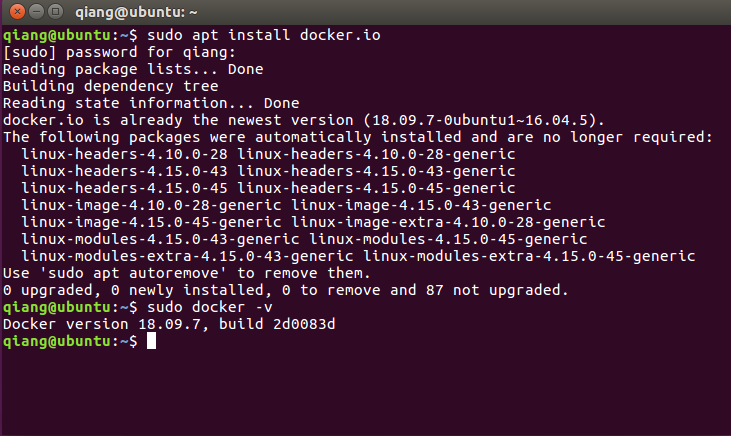 qiang@ubuntu: ~
qiang@ubuntu:~$ sudo apt install docker.io
[sudo] password for qiang:
Reading package lists... Done
Building dependency tree
Reading state information... Done
docker.io is already the newest version (18.09.7-0ubuntu1~16.04.5).
The following packages were automatically installed and are no longer required:
  linux-headers-4.10.0-28 linux-headers-4.10.0-28-generic
  linux-headers-4.15.0-43 linux-headers-4.15.0-43-generic
  linux-headers-4.15.0-45 linux-headers-4.15.0-45-generic
  linux-image-4.10.0-28-generic linux-image-4.15.0-43-generic
  linux-image-4.15.0-45-generic linux-image-extra-4.10.0-28-generic
  linux-modules-4.15.0-43-generic linux-modules-4.15.0-45-generic
  linux-modules-extra-4.15.0-43-generic linux-modules-extra-4.15.0-45-generic
Use 'sudo apt autoremove' to remove them.
0 upgraded, 0 newly installed, 0 to remove and 87 not upgraded.
qiang@ubuntu:~$ sudo docker -v
Docker version 18.09.7, build 2d0083d
qiang@ubuntu:~$